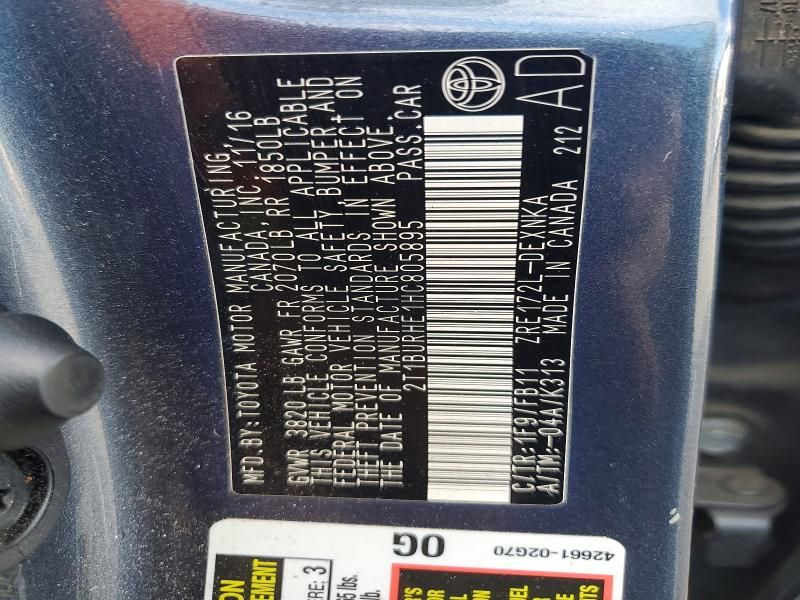 MFD.BY: TOYOTA MOTOR MANUFACTURING
CANADA, INC. 11/16
GVWR 3820LB GAWR FR 2070LB RR 1850LB
THIS VEHICLE CONFORMS TO ALL APPLICABLE
FEDERAL MOTOR VEHICLE SAFETY, BUMPER, AND
THEFT PREVENTION STANDARDS IN EFFECT ON
THE DATE OF MANUFACTURE SHOWN ABOVE.
2T1BURHE1HC805895 PASS.CAR
C/TR:1F9/FB11 ZRE172L-DEXNKA
A/TM:-04A/K313 MADE IN CANADA 212
AD
42661-02G70
OG